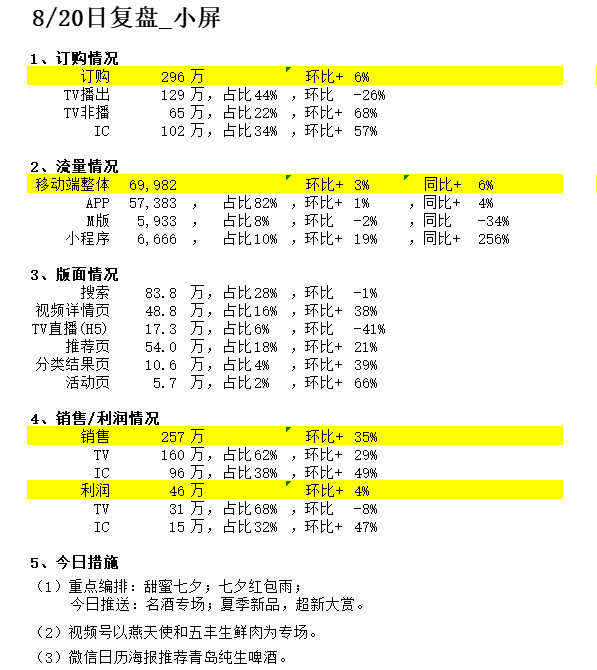 8/20日复盘_小屏
1、订购情况
订购 296 万 环比+ 6%
TV播出 129 万，占比44% ，环比 -26%
TV非播 65 万，占比22% ，环比+ 68%
IC 102 万，占比34% ，环比+ 57%
2、流量情况
移动端整体 69,982 环比+ 3% 同比+ 6%
APP 57,383 ， 占比82% ，环比+ 1% ，同比+ 4%
M版 5,933 ， 占比8% ，环比 -2% ，同比 -34%
小程序 6,666 ， 占比10% ，环比+ 19% ，同比+ 256%
3、版面情况
搜索 83.8 万，占比28% ，环比 -1%
视频详情页 48.8 万，占比16% ，环比+ 38%
TV直播(H5) 17.3 万，占比6% ，环比 -41%
推荐页 54.0 万，占比18% ，环比+ 21%
分类结果页 10.6 万，占比4% ，环比+ 39%
活动页 5.7 万，占比2% ，环比+ 66%
4、销售/利润情况
销售 257 万 环比+ 35%
TV 160 万，占比62% ，环比+ 29%
IC 96 万，占比38% ，环比+ 49%
利润 46 万 环比+ 4%
TV 31 万，占比68% ，环比 -8%
IC 15 万，占比32% ，环比+ 47%
5、今日措施
（1）重点编排：甜蜜七夕；七夕红包雨；
今日推送：名酒专场；夏季新品，超新大赏。
（2）视频号以燕天使和五丰生鲜肉为专场。
（3）微信日历海报推荐青岛纯生啤酒。